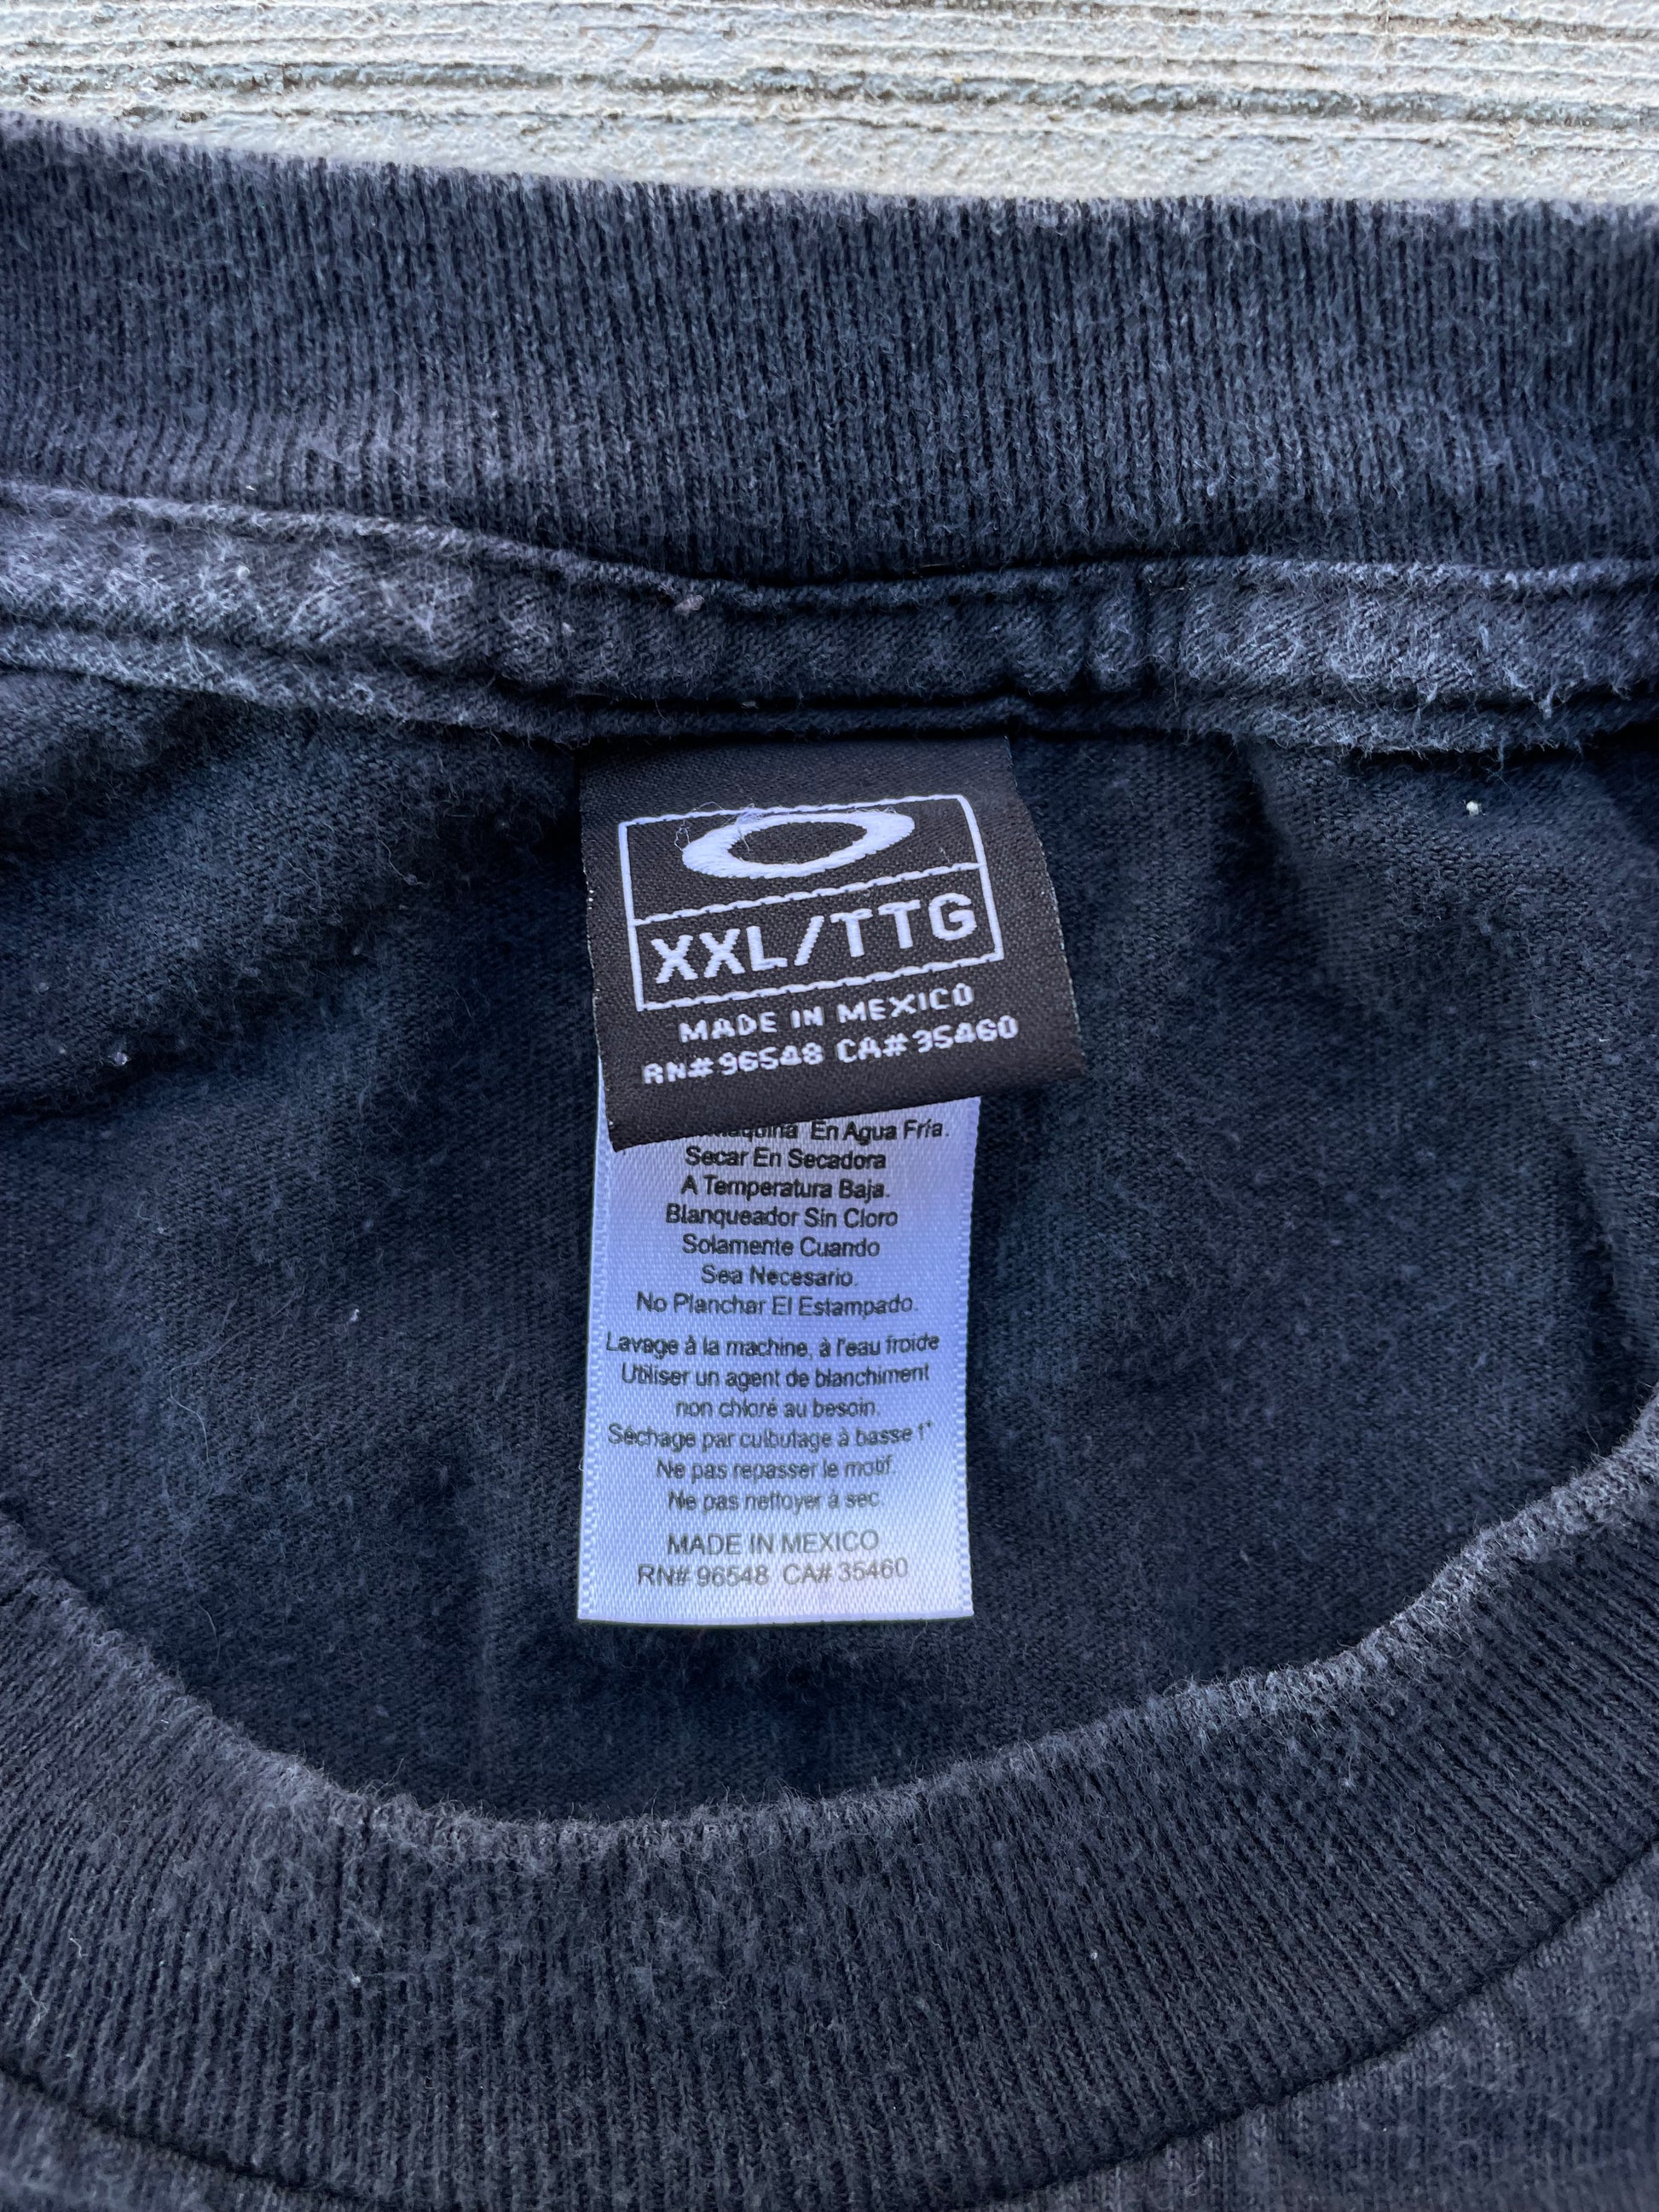 XXL/TTG
MADE IN MEXICO
RN# 96548 CA# 35460
En Agua Fría.
Secar En Secadora
A Temperatura Baja.
Blanqueador Sin Cloro
Solamente Cuando
Sea Necesario.
No Planchar El Estampado.
Lavage à la machine, à l'eau froide
Utiliser un agent de blanchiment
non chloré au besoin.
Séchage par culbutage à basse t°
Ne pas repasser le motif.
Ne pas nettoyer à sec.
MADE IN MEXICO
RN# 96548 CA# 35460